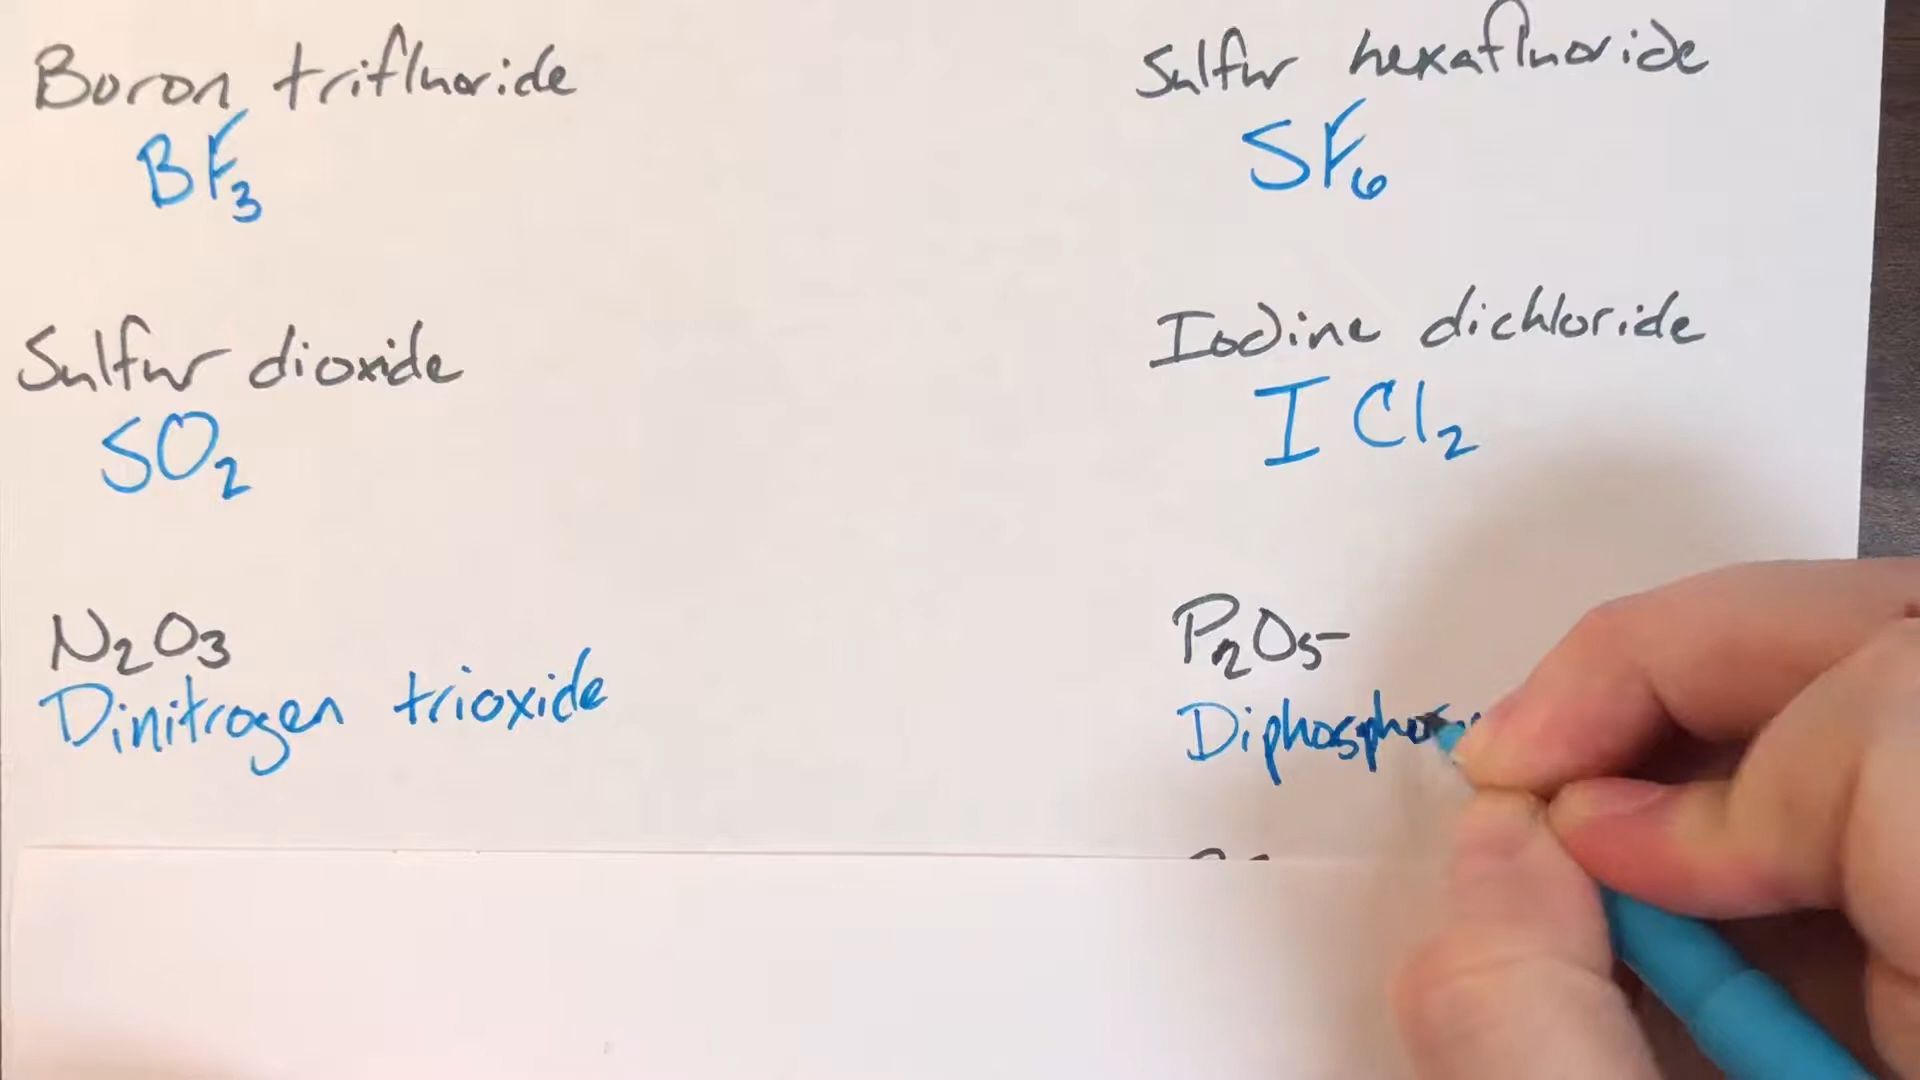 Boron trifluoride
BF₃
Sulfur hexafluoride
SF₆
Sulfur dioxide
SO₂
Iodine dichloride
ICl₂
N₂O₃
Dinitrogen trioxide
P₂O₅